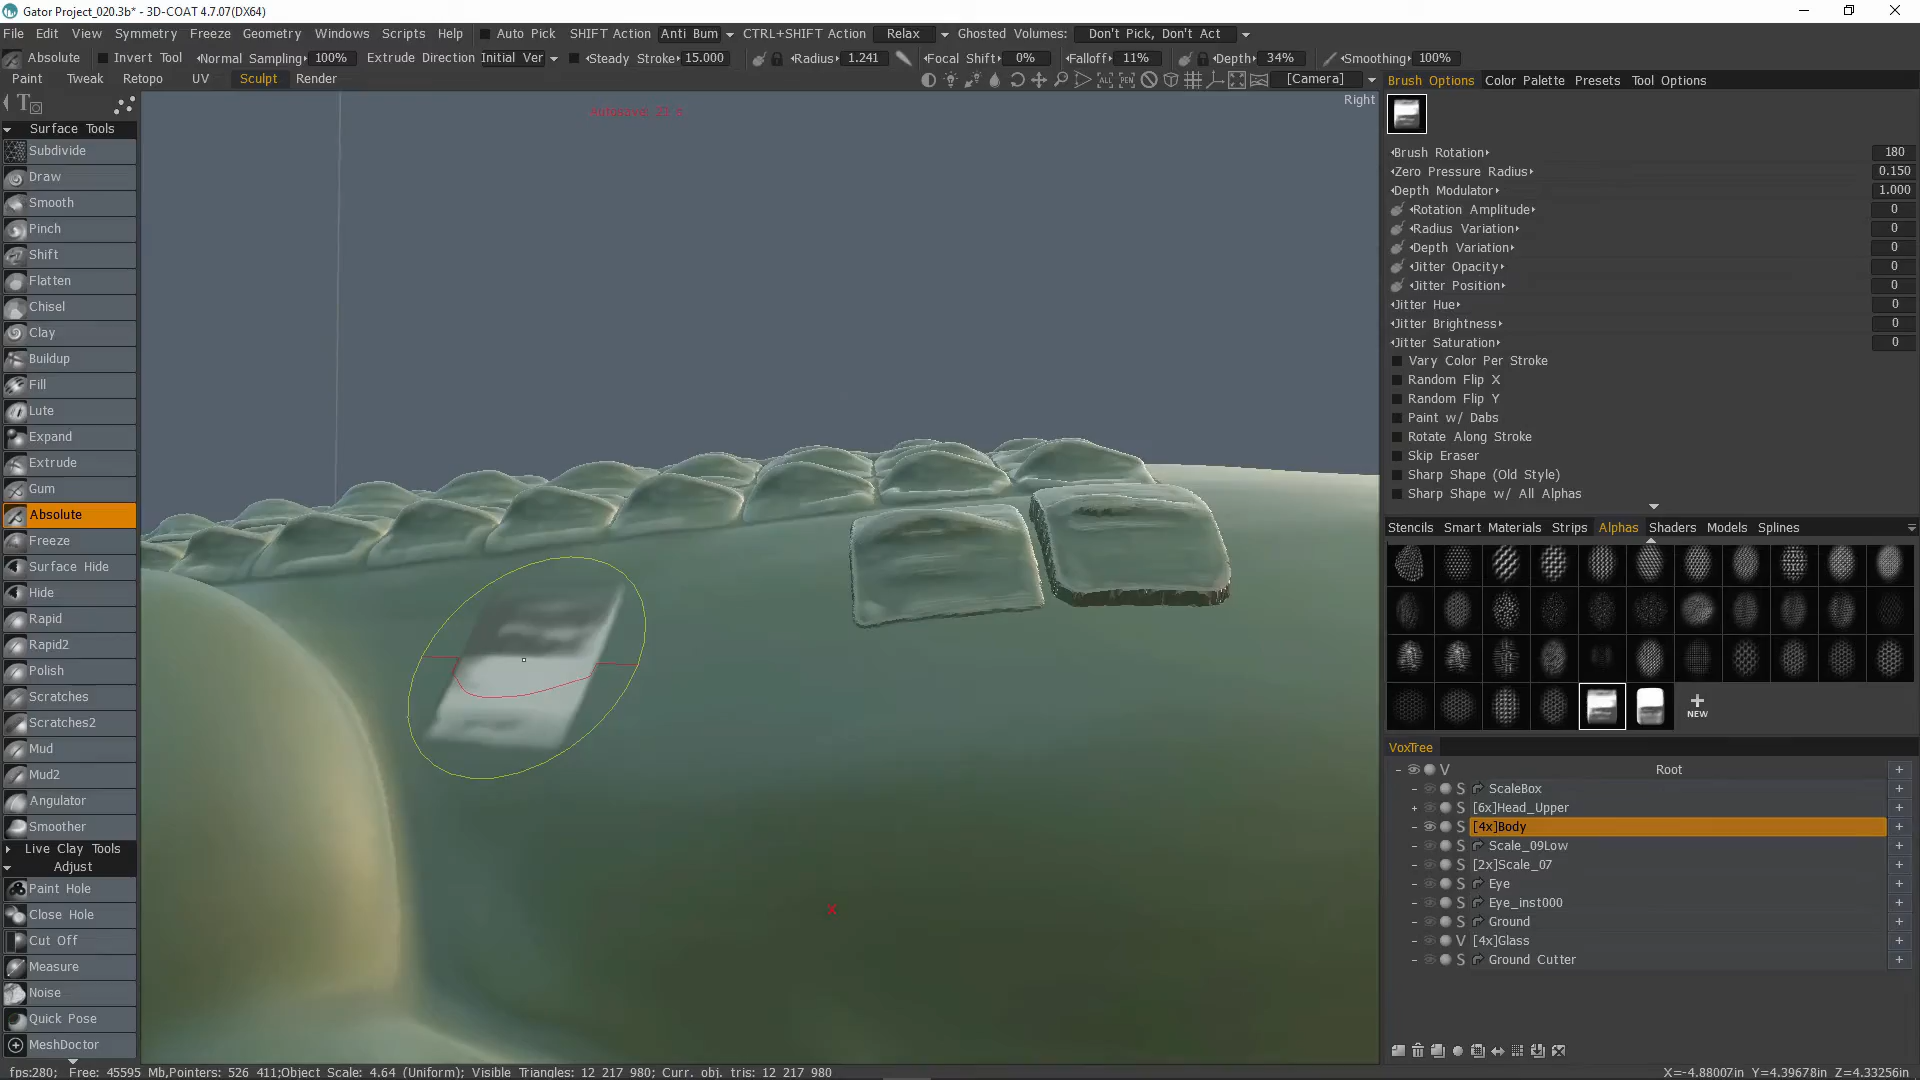 Gator Project_020.3b* - 3D-COAT 4.7.07(DX64)
File Edit View Symmetry Freeze Geometry Windows Scripts Help Auto Pick SHIFT Action Anti Bum CTRL+SHIFT Action Relax Ghosted Volumes: Don't Pick, Don't Act
Absolute Invert Tool Normal Sampling 100% Extrude Direction Initial Ver Steady Stroke 15.000 Radius 1.241 Focal Shift 0% Falloff 11% Depth 34% Smoothing 100%
Paint Tweak Retopo UV Sculpt Render [Camera]
Right
Autosave: 23 s
Surface Tools
Subdivide
Draw
Smooth
Pinch
Shift
Flatten
Chisel
Clay
Buildup
Fill
Lute
Expand
Extrude
Gum
Absolute
Freeze
Surface Hide
Hide
Rapid
Rapid2
Polish
Scratches
Scratches2
Mud
Mud2
Angulator
Smoother
Live Clay Tools
Adjust
Paint Hole
Close Hole
Cut Off
Measure
Noise
Quick Pose
MeshDoctor
Brush Options Color Palette Presets Tool Options
Brush Rotation 180
Zero Pressure Radius 0.150
Depth Modulator 1.000
Rotation Amplitude 0
Radius Variation 0
Depth Variation 0
Jitter Opacity 0
Jitter Position 0
Jitter Hue 0
Jitter Brightness 0
Jitter Saturation 0
Vary Color Per Stroke
Random Flip X
Random Flip Y
Paint w/ Dabs
Rotate Along Stroke
Skip Eraser
Sharp Shape (Old Style)
Sharp Shape w/ All Alphas
Stencils Smart Materials Strips Alphas Shaders Models Splines
NEW
VoxTree
V Root +
S ScaleBox +
S [6x]Head_Upper +
S [4x]Body +
S Scale_09Low +
S [2x]Scale_07 +
S Eye +
S Eye_inst000 +
S Ground +
V [4x]Glass +
S Ground Cutter +
fps:280; Free: 45595 Mb,Pointers: 526 411;Object Scale: 4.64 (Uniform); Visible Triangles: 12 217 980; Curr. obj. tris: 12 217 980 X=-4.88007in Y=4.39678in Z=4.33256in